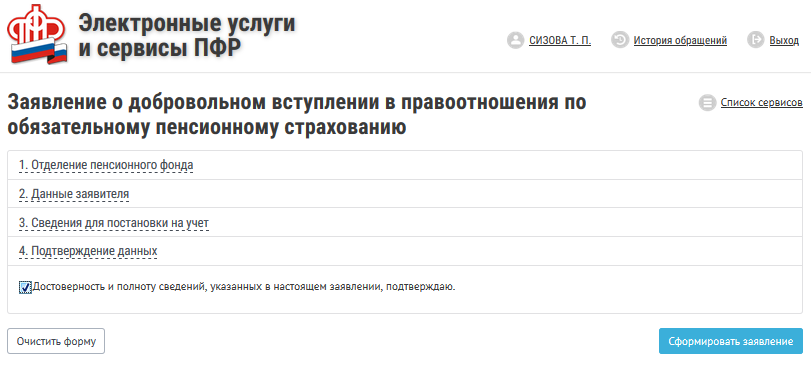 Электронные услуги
и сервисы ПФР
СИЗОВА Т. П.
История обращений
Выход
Заявление о добровольном вступлении в правоотношения по
обязательному пенсионному страхованию
Список сервисов
1. Отделение пенсионного фонда
2. Данные заявителя
3. Сведения для постановки на учет
4. Подтверждение данных
Достоверность и полноту сведений, указанных в настоящем заявлении, подтверждаю.
Очистить форму
Сформировать заявление